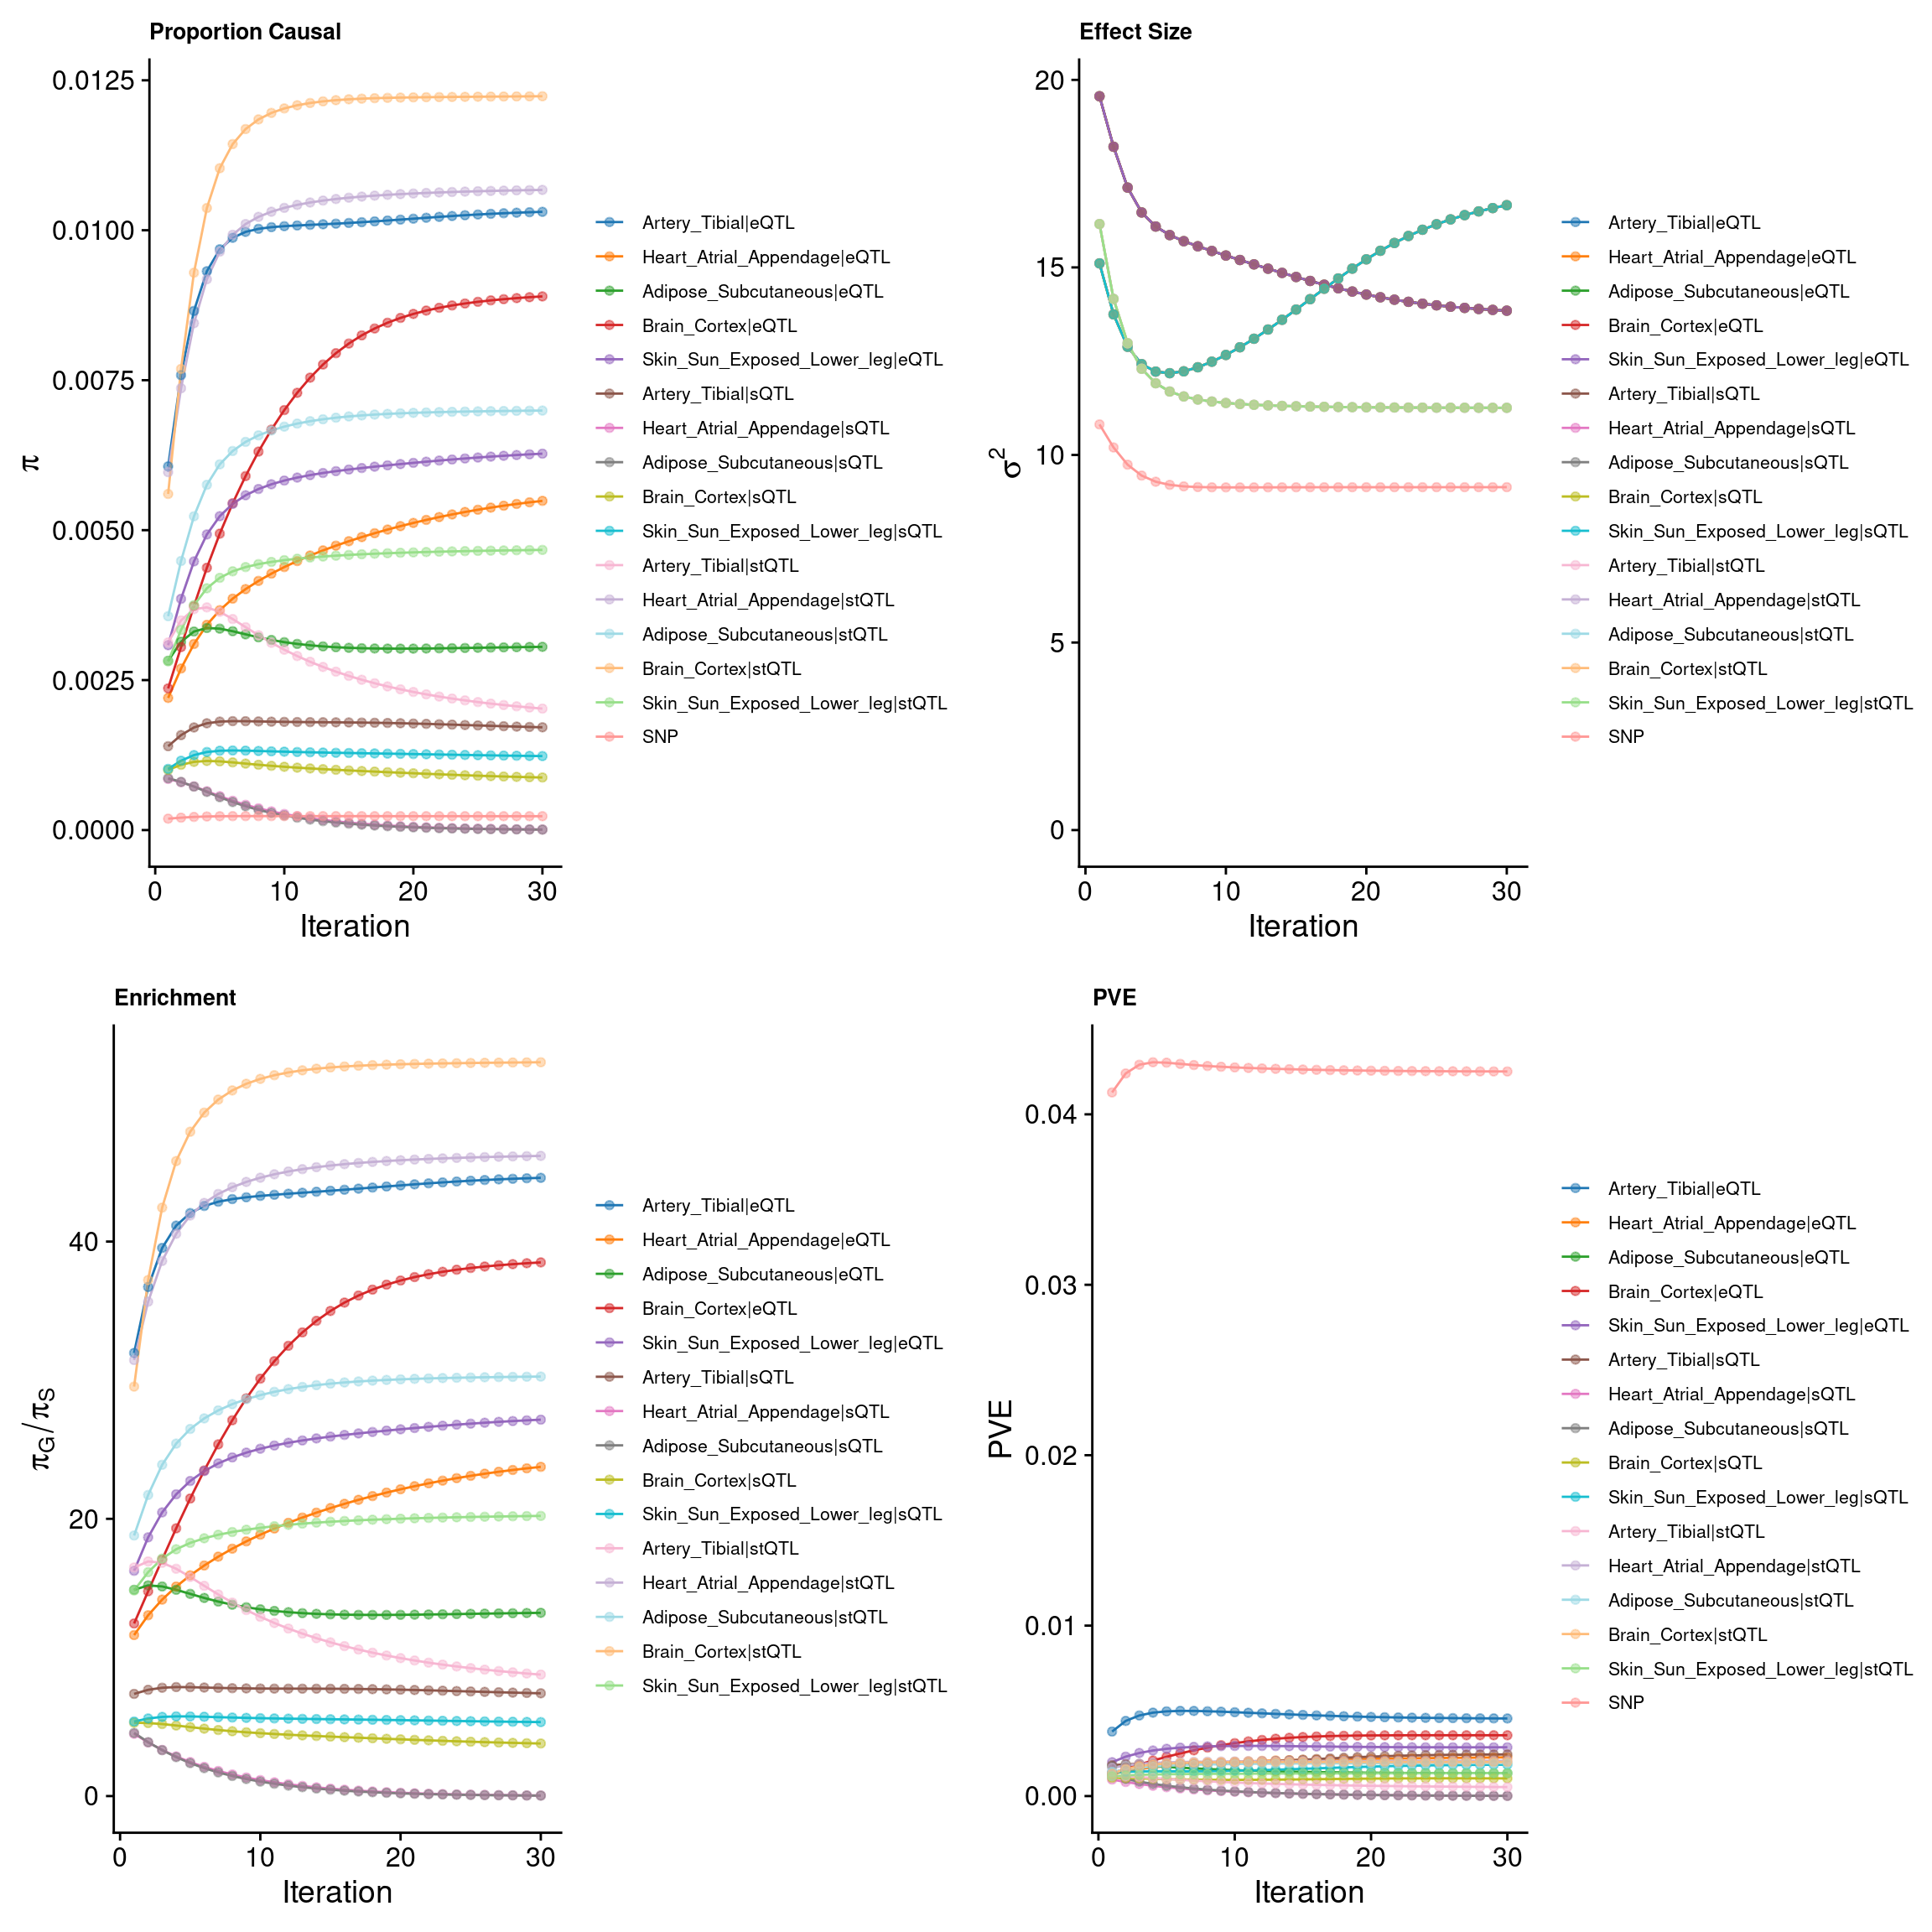 Proportion Causal
0.0125
0.0100
0.0075
0.0050
0.0025
0.0000
π
0
10
20
30
Iteration
Artery_Tibial|eQTL
Heart_Atrial_Appendage|eQTL
Adipose_Subcutaneous|eQTL
Brain_Cortex|eQTL
Skin_Sun_Exposed_Lower_leg|eQTL
Artery_Tibial|sQTL
Heart_Atrial_Appendage|sQTL
Adipose_Subcutaneous|sQTL
Brain_Cortex|sQTL
Skin_Sun_Exposed_Lower_leg|sQTL
Artery_Tibial|stQTL
Heart_Atrial_Appendage|stQTL
Adipose_Subcutaneous|stQTL
Brain_Cortex|stQTL
Skin_Sun_Exposed_Lower_leg|stQTL
SNP
Effect Size
20
15
10
5
0
σ²
0
10
20
30
Iteration
Artery_Tibial|eQTL
Heart_Atrial_Appendage|eQTL
Adipose_Subcutaneous|eQTL
Brain_Cortex|eQTL
Skin_Sun_Exposed_Lower_leg|eQTL
Artery_Tibial|sQTL
Heart_Atrial_Appendage|sQTL
Adipose_Subcutaneous|sQTL
Brain_Cortex|sQTL
Skin_Sun_Exposed_Lower_leg|sQTL
Artery_Tibial|stQTL
Heart_Atrial_Appendage|stQTL
Adipose_Subcutaneous|stQTL
Brain_Cortex|stQTL
Skin_Sun_Exposed_Lower_leg|stQTL
SNP
Enrichment
40
20
0
π_G/π_S
0
10
20
30
Iteration
Artery_Tibial|eQTL
Heart_Atrial_Appendage|eQTL
Adipose_Subcutaneous|eQTL
Brain_Cortex|eQTL
Skin_Sun_Exposed_Lower_leg|eQTL
Artery_Tibial|sQTL
Heart_Atrial_Appendage|sQTL
Adipose_Subcutaneous|sQTL
Brain_Cortex|sQTL
Skin_Sun_Exposed_Lower_leg|sQTL
Artery_Tibial|stQTL
Heart_Atrial_Appendage|stQTL
Adipose_Subcutaneous|stQTL
Brain_Cortex|stQTL
Skin_Sun_Exposed_Lower_leg|stQTL
PVE
0.04
0.03
0.02
0.01
0.00
PVE
0
10
20
30
Iteration
Artery_Tibial|eQTL
Heart_Atrial_Appendage|eQTL
Adipose_Subcutaneous|eQTL
Brain_Cortex|eQTL
Skin_Sun_Exposed_Lower_leg|eQTL
Artery_Tibial|sQTL
Heart_Atrial_Appendage|sQTL
Adipose_Subcutaneous|sQTL
Brain_Cortex|sQTL
Skin_Sun_Exposed_Lower_leg|sQTL
Artery_Tibial|stQTL
Heart_Atrial_Appendage|stQTL
Adipose_Subcutaneous|stQTL
Brain_Cortex|stQTL
Skin_Sun_Exposed_Lower_leg|stQTL
SNP